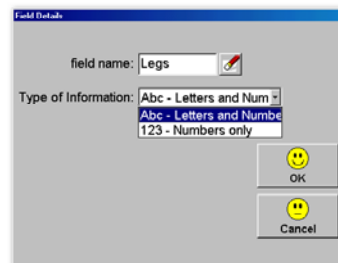 Field Details
field name: Legs
Type of Information: Abc - Letters and Num
Abc - Letters and Numbe
123 - Numbers only
OK
Cancel